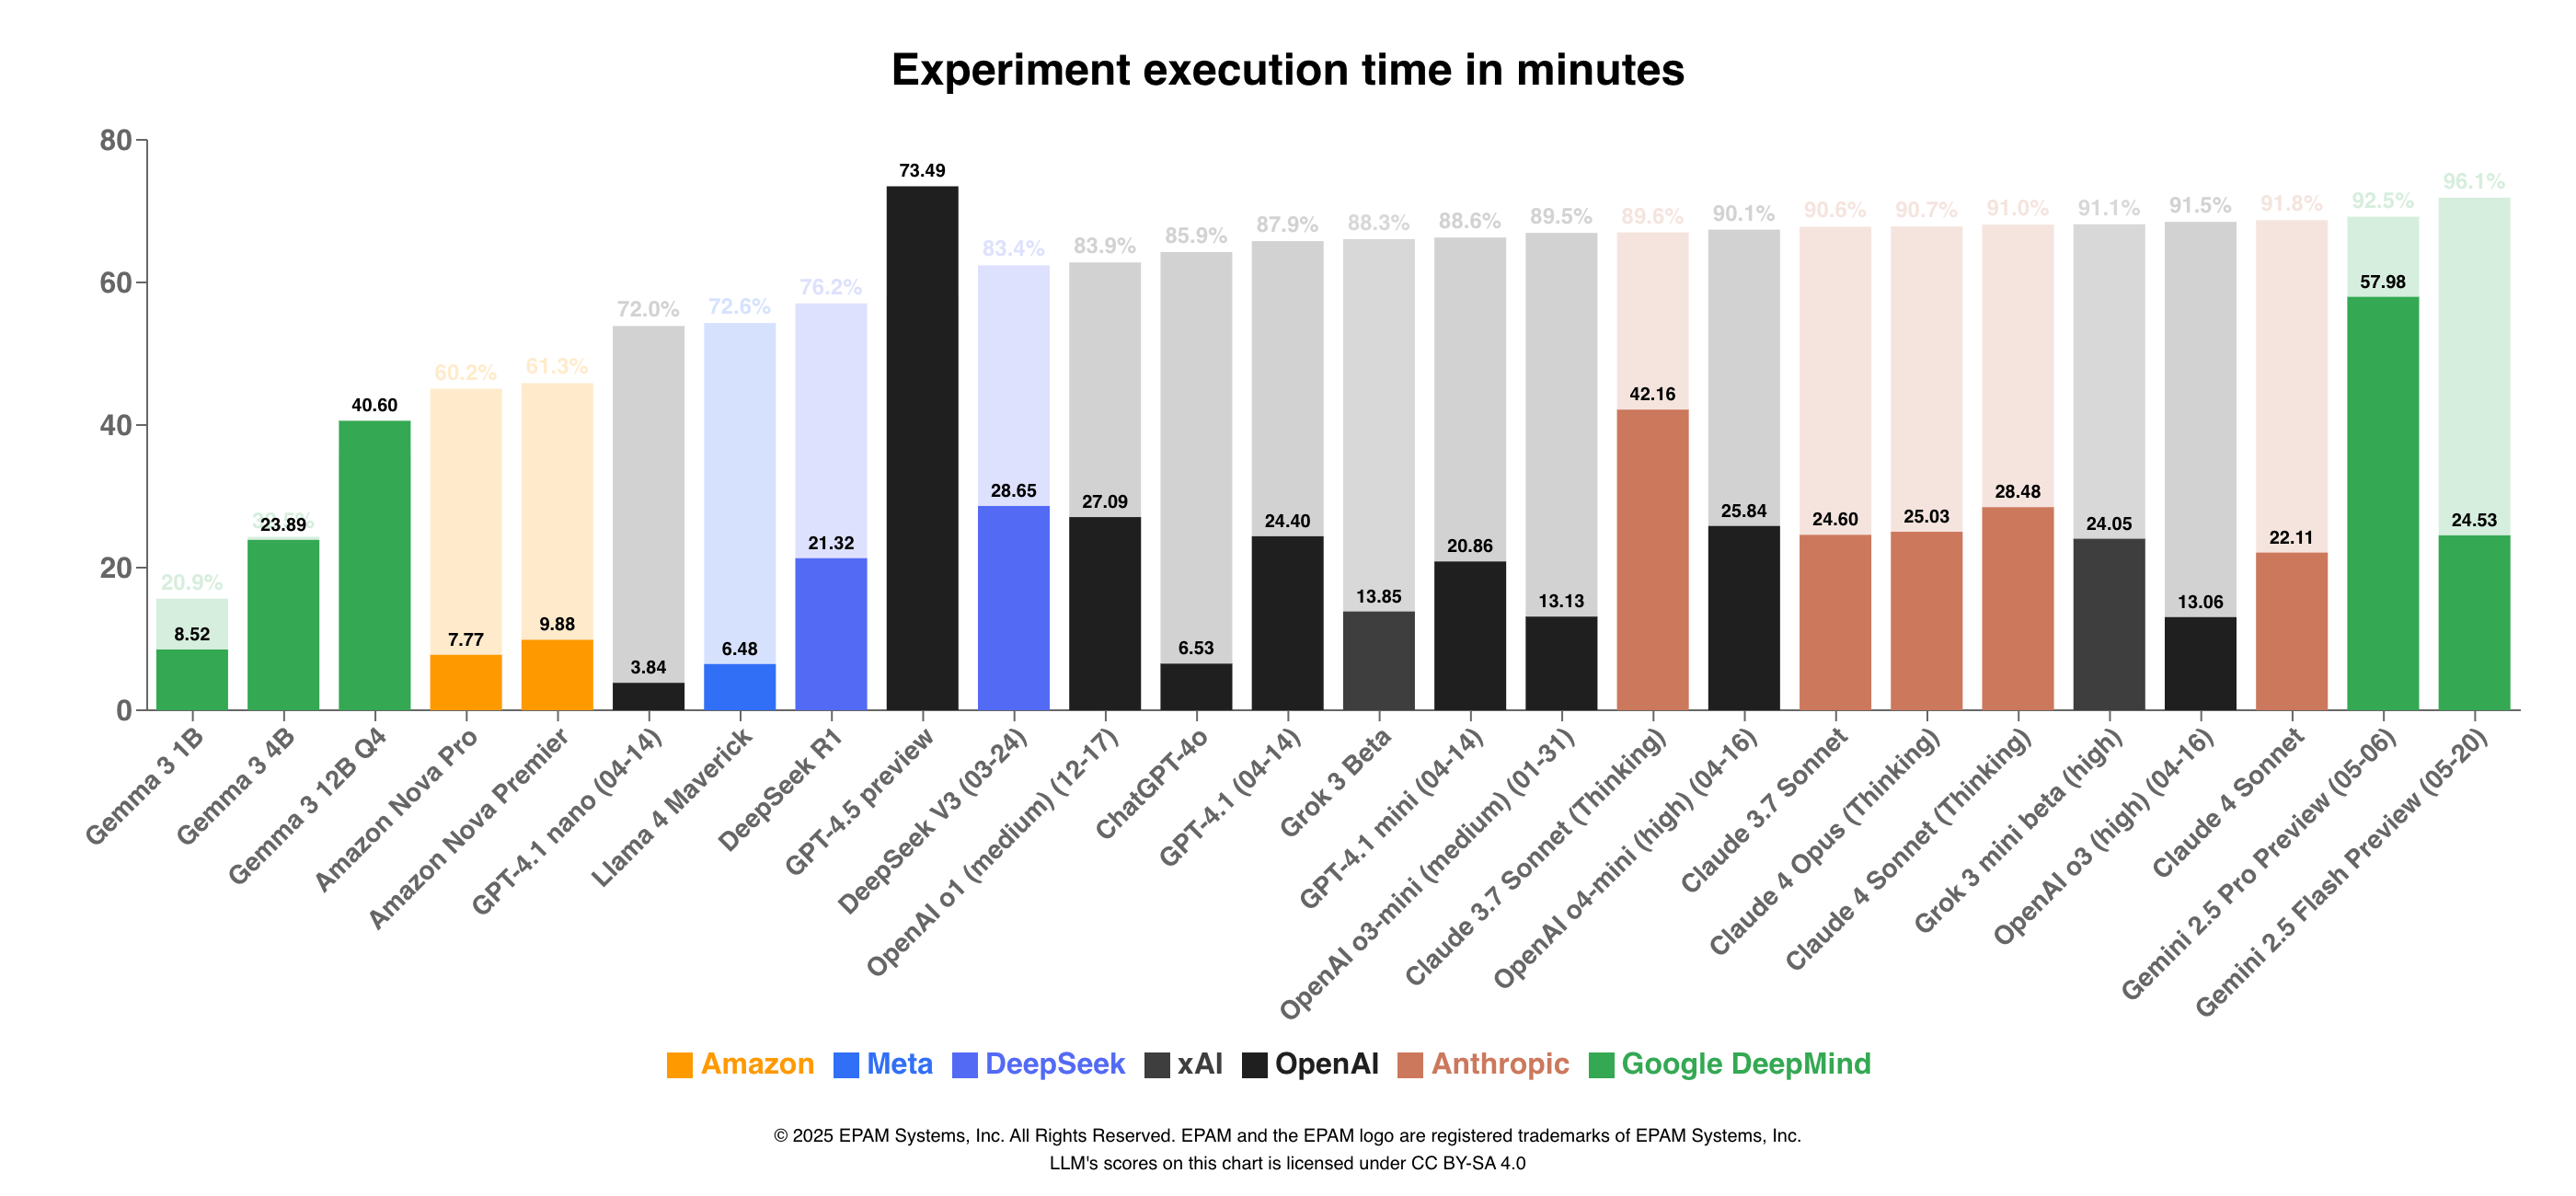 Experiment execution time in minutes
80
60
40
20
0
20.9%
8.52
23.89
40.60
60.2%
7.77
61.3%
9.88
72.0%
3.84
72.6%
6.48
76.2%
21.32
73.49
83.4%
28.65
83.9%
27.09
85.9%
6.53
87.9%
24.40
88.3%
13.85
88.6%
20.86
89.5%
13.13
89.6%
42.16
90.1%
25.84
90.6%
24.60
90.7%
25.03
91.0%
28.48
91.1%
24.05
91.5%
13.06
91.8%
22.11
92.5%
57.98
96.1%
24.53
Gemma 3 1B
Gemma 3 4B
Gemma 3 12B Q4
Amazon Nova Pro
Amazon Nova Premier
GPT-4.1 nano (04-14)
Llama 4 Maverick
DeepSeek R1
GPT-4.5 preview
DeepSeek V3 (03-24)
OpenAI o1 (medium) (12-17)
ChatGPT-4o
GPT-4.1 (04-14)
Grok 3 Beta
GPT-4.1 mini (04-14)
OpenAI o3-mini (medium) (01-31)
Claude 3.7 Sonnet (Thinking)
OpenAI o4-mini (high) (04-16)
Claude 3.7 Sonnet
Claude 4 Opus (Thinking)
Claude 4 Sonnet (Thinking)
Grok 3 mini beta (high)
OpenAI o3 (high) (04-16)
Claude 4 Sonnet
Gemini 2.5 Pro Preview (05-06)
Gemini 2.5 Flash Preview (05-20)
Amazon Meta DeepSeek xAI OpenAI Anthropic Google DeepMind
© 2025 EPAM Systems, Inc. All Rights Reserved. EPAM and the EPAM logo are registered trademarks of EPAM Systems, Inc.
LLM's scores on this chart is licensed under CC BY-SA 4.0